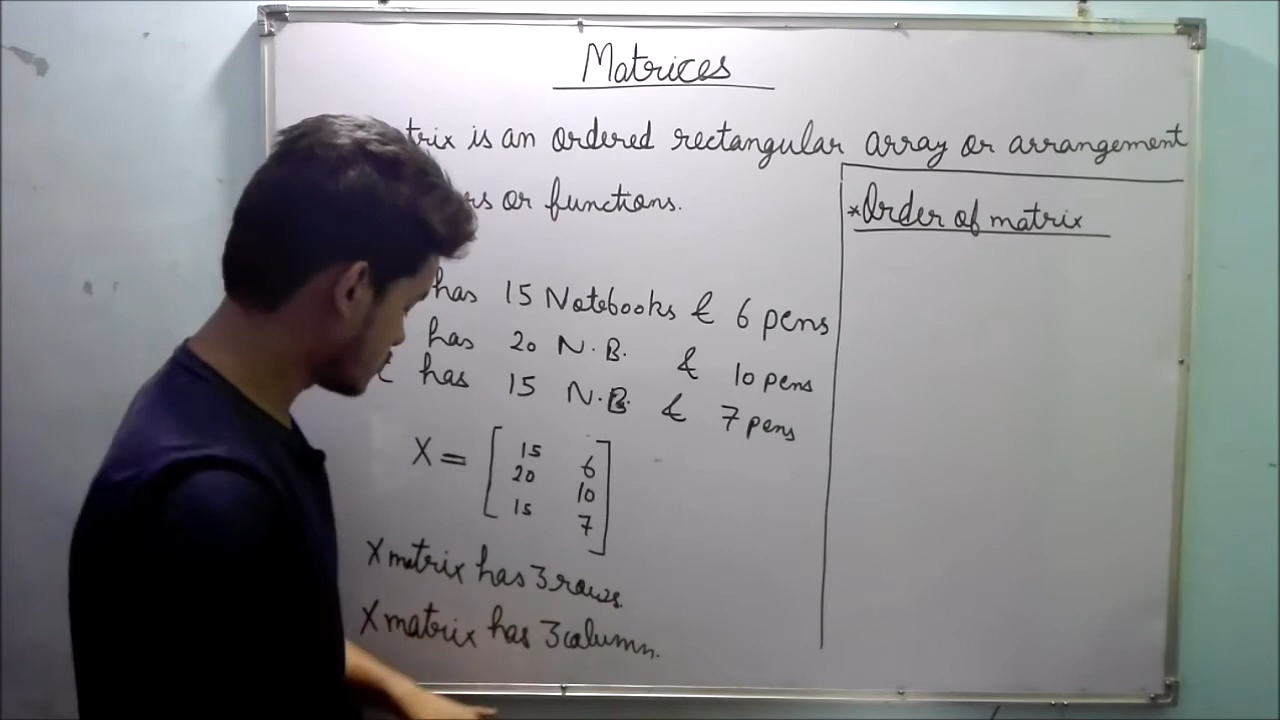 Matrices
trix is an ordered rectangular array or arrangement
rs or functions.
has 15 Notebooks & 6 pens
has 20 N.B. & 10 pens
has 15 N.B. & 7 pens
X = [ 15 6
20 10
15 7 ]
X matrix has 3 rows.
X matrix has 3 column.
*Order of matrix